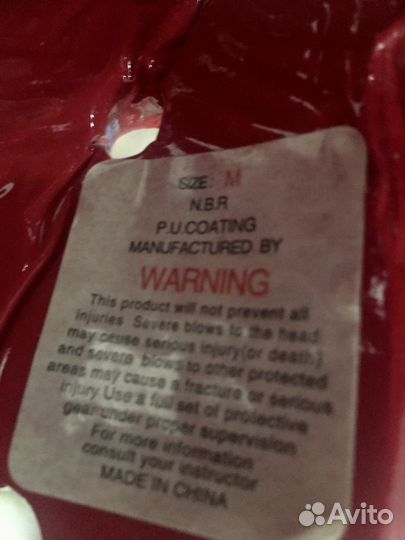 SIZE: M
N.B.R
P.U.COATING
MANUFACTURED BY
WARNING
This product will not prevent all
injuries Severe blows to the head
may cause serious injury(or death)
and severe blows to other protected
areas may cause a fracture or serious
injury.Use a full set of protective
gear under proper supervision
For more information
consult your instructor
MADE IN CHINA
Avito